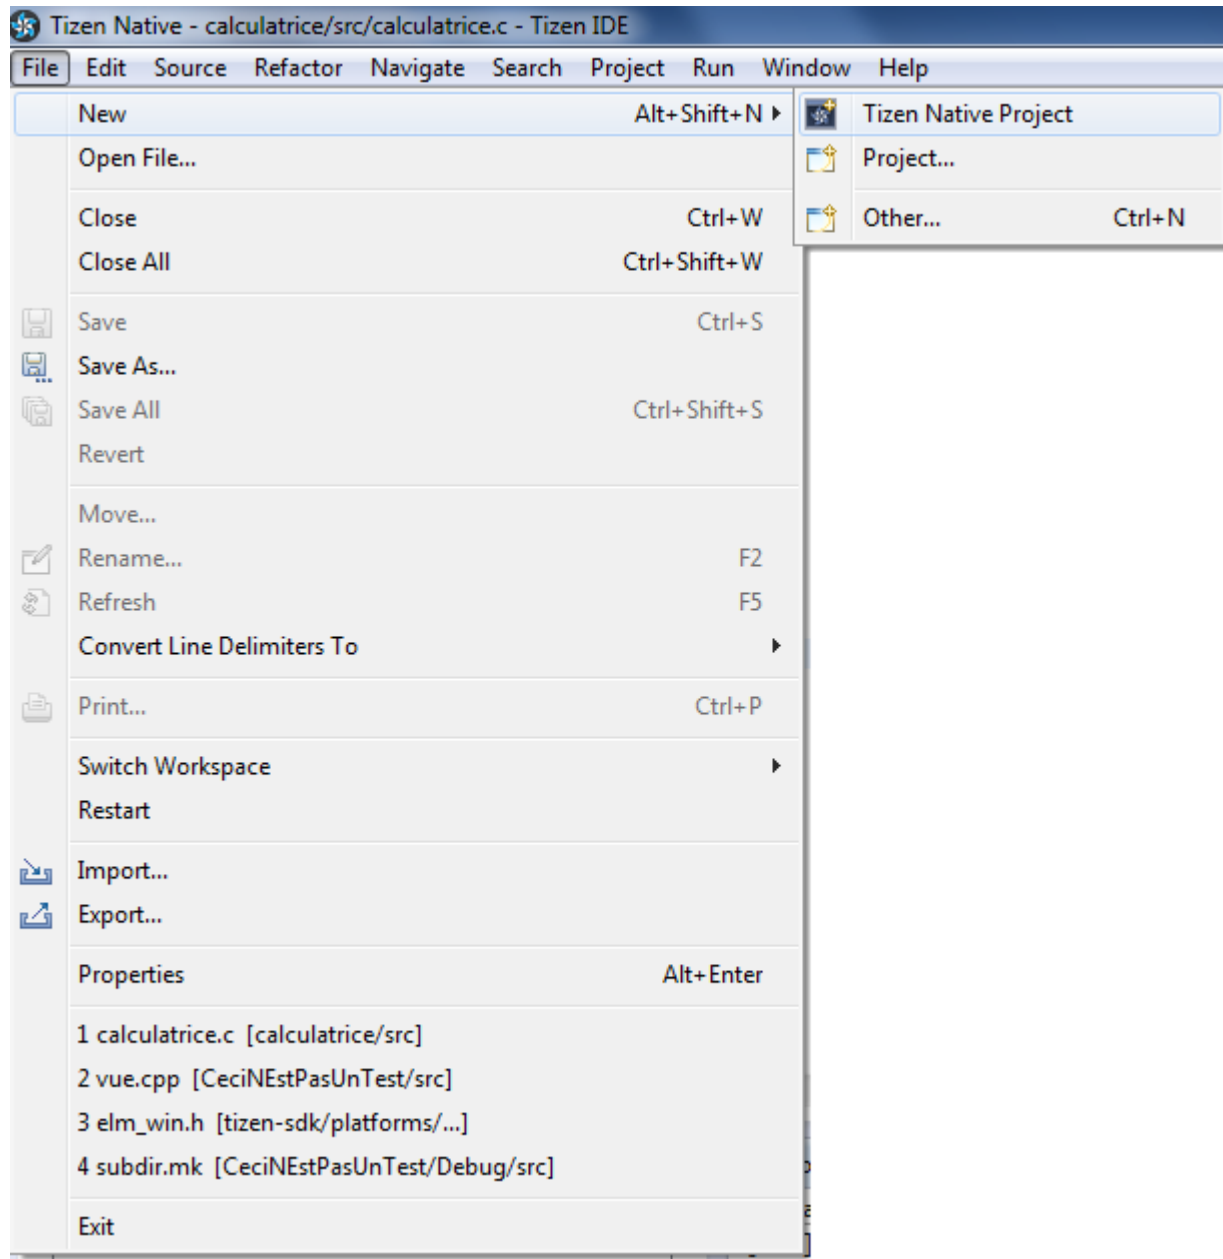 Tizen Native - calculatrice/src/calculatrice.c - Tizen IDE
File Edit Source Refactor Navigate Search Project Run Window Help
New Alt+Shift+N
Open File...
Close Ctrl+W
Close All Ctrl+Shift+W
Save Ctrl+S
Save As...
Save All Ctrl+Shift+S
Revert
Move...
Rename... F2
Refresh F5
Convert Line Delimiters To
Print... Ctrl+P
Switch Workspace
Restart
Import...
Export...
Properties Alt+Enter
1 calculatrice.c [calculatrice/src]
2 vue.cpp [CeciNEstPasUnTest/src]
3 elm_win.h [tizen-sdk/platforms/...]
4 subdir.mk [CeciNEstPasUnTest/Debug/src]
Exit
Tizen Native Project
Project...
Other... Ctrl+N